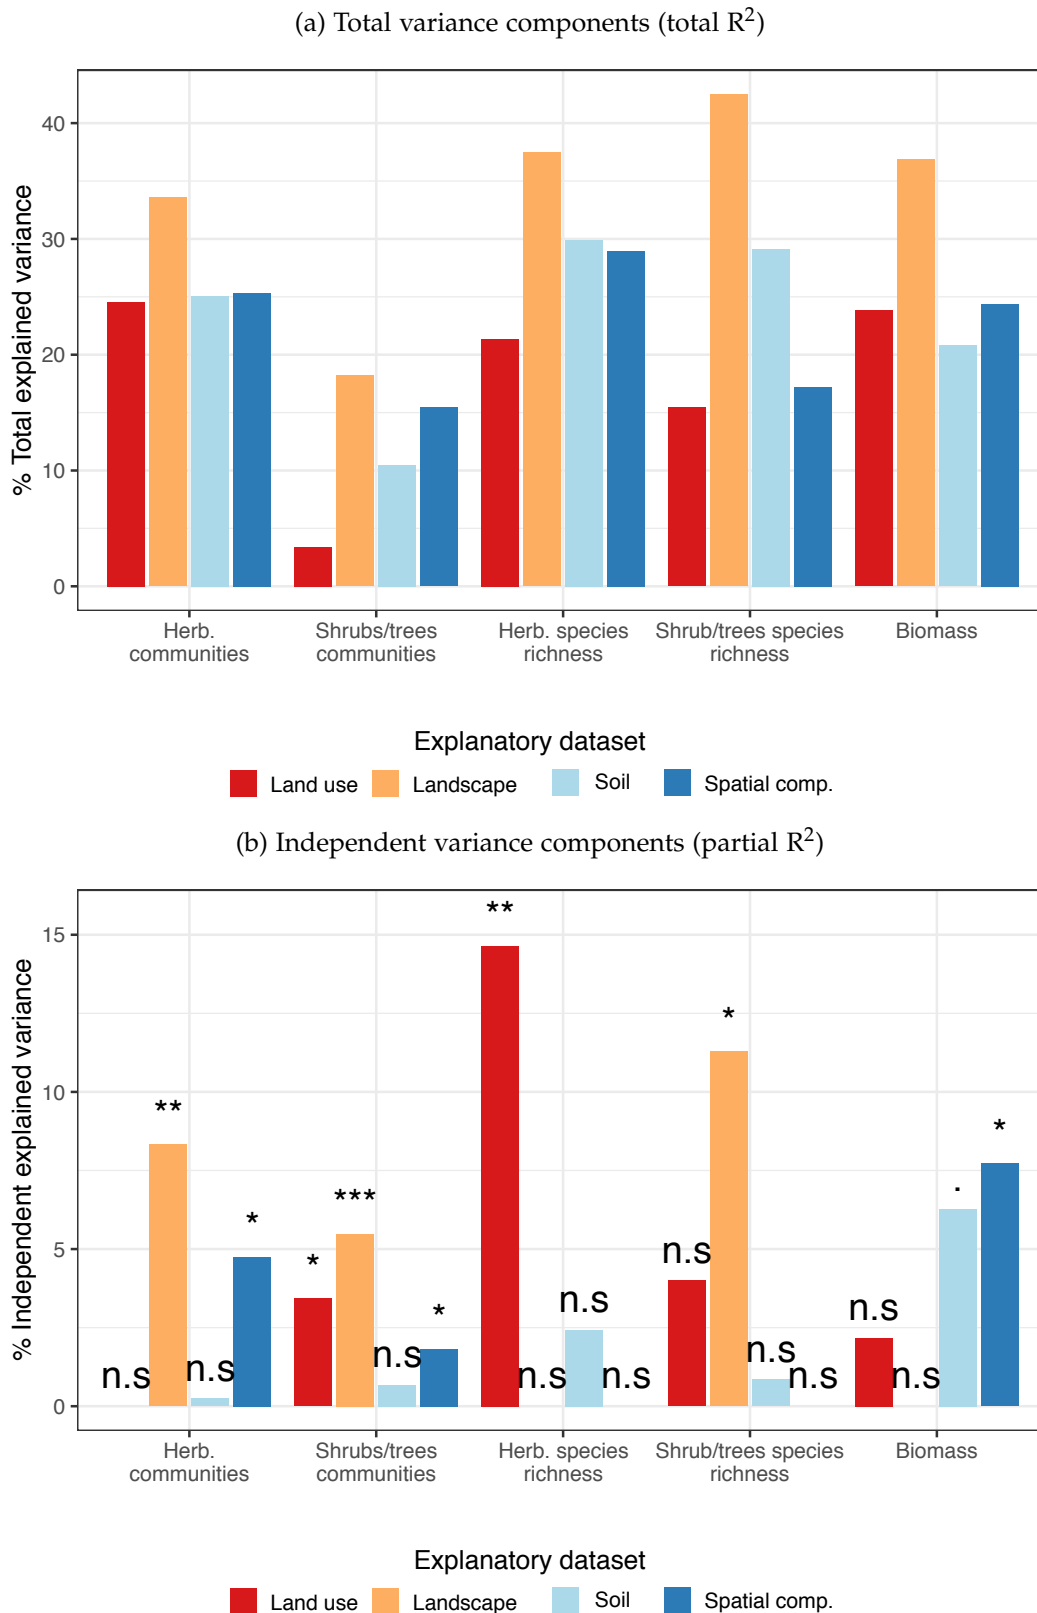 (a) Total variance components (total R²)
% Total explained variance
40
30
20
10
0
Herb. communities
Shrubs/trees communities
Herb. species richness
Shrub/trees species richness
Biomass
Explanatory dataset
Land use Landscape Soil Spatial comp.
(b) Independent variance components (partial R²)
% Independent explained variance
15
10
5
0
n.s ** n.s *
* *** n.s *
** n.s n.s n.s
n.s * n.s n.s
n.s n.s . *
Herb. communities
Shrubs/trees communities
Herb. species richness
Shrub/trees species richness
Biomass
Explanatory dataset
Land use Landscape Soil Spatial comp.